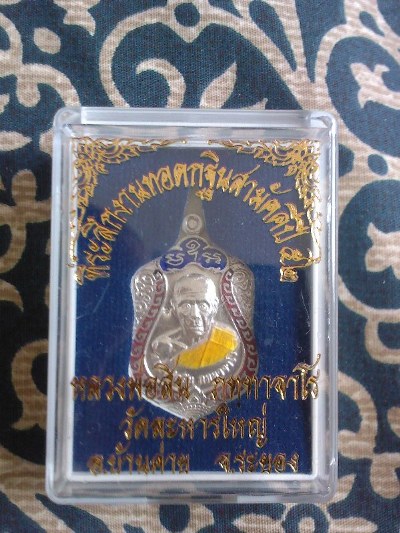 ที่ระลึกงานทอดกฐินสามัคคีปี
หลวงพ่อสิน ภทฺทาจาโร
วัดละหารใหญ่
อ.บ้านค่าย จ.ระยอง